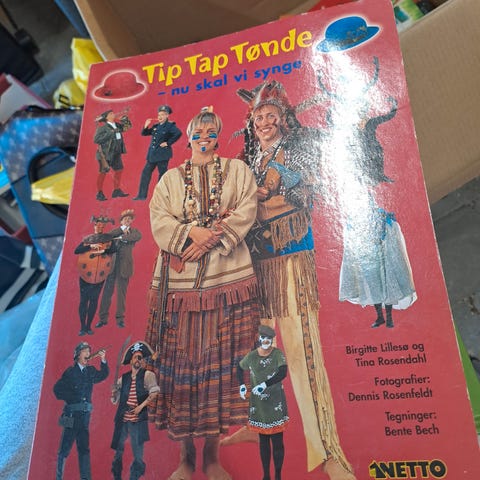 Tip Tap Tønde
- nu skal vi synge
Birgitte Lillesø og
Tina Rosendahl
Fotografier:
Dennis Rosenfeldt
Tegninger:
Bente Bech
NETTO